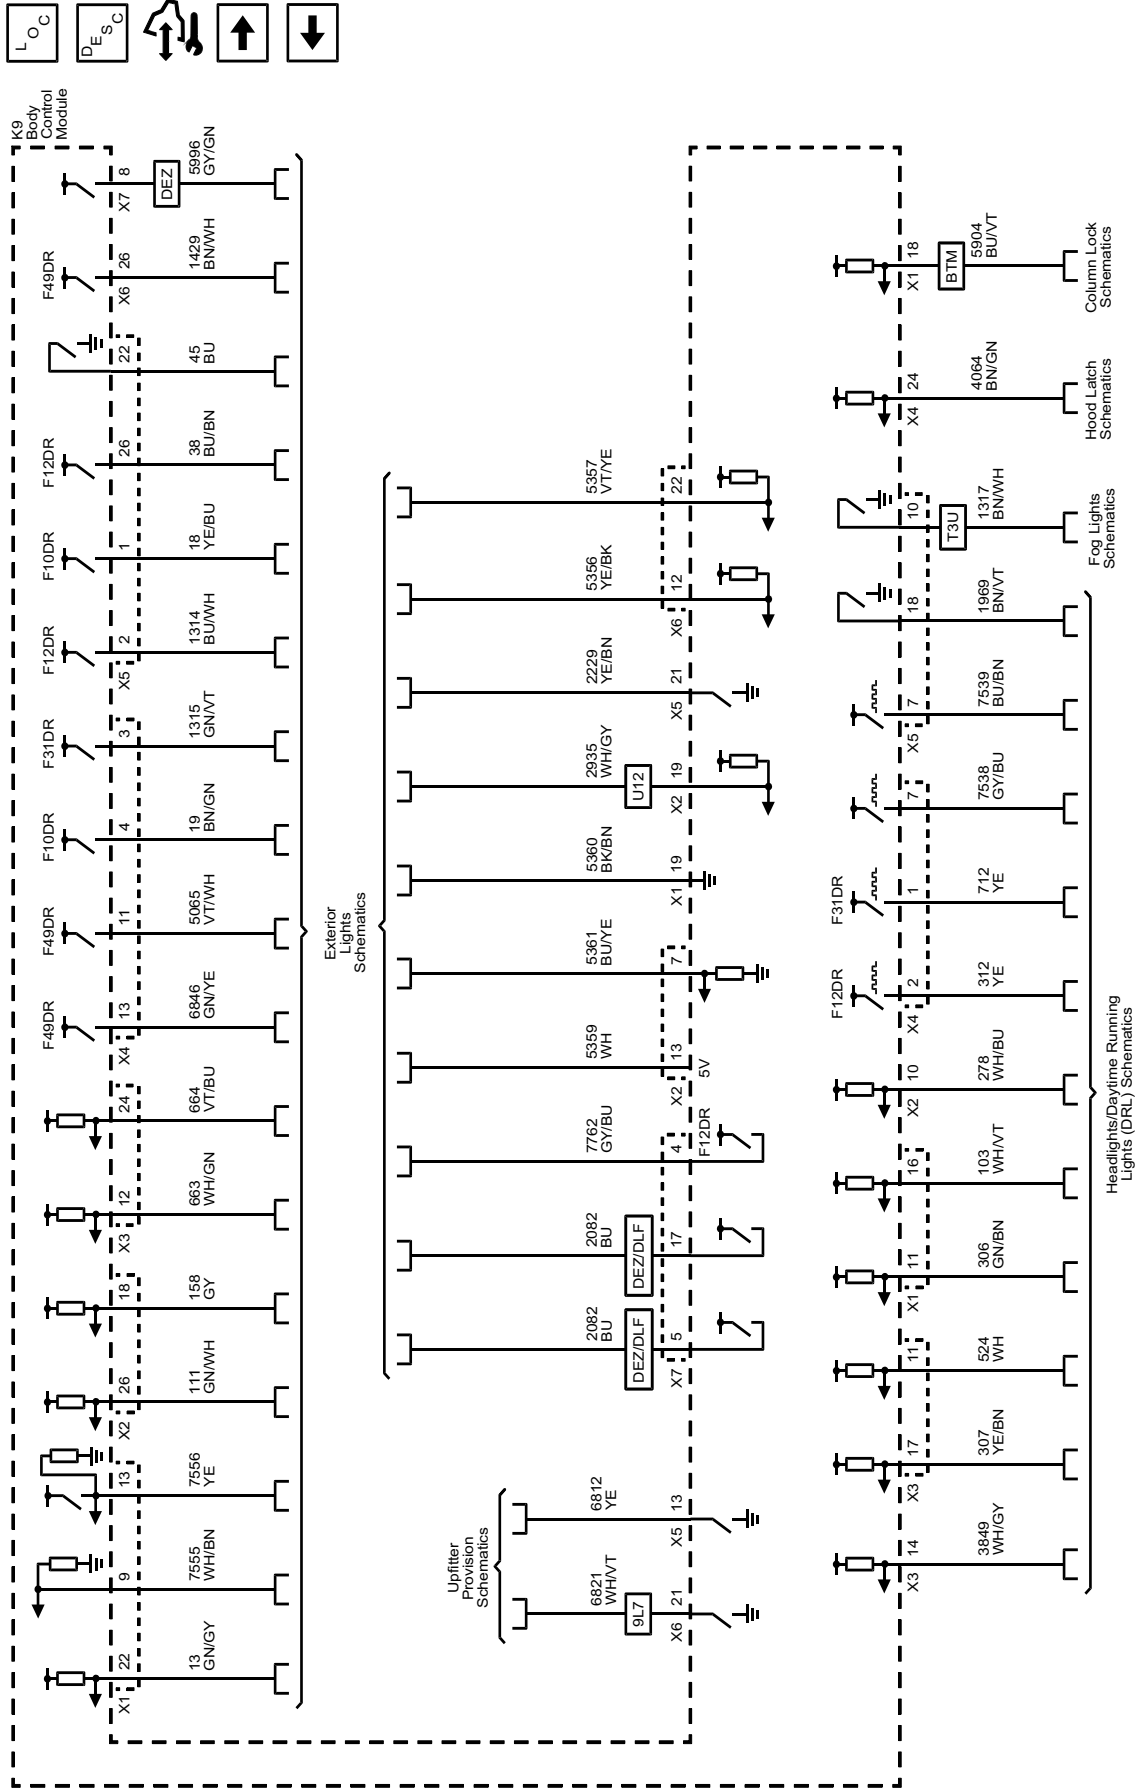 L O C
D E S C
K9
Body
Control
Module
X1
22
13
GN/GY
9
7555
WH/BN
13
7556
YE
X2
26
111
GN/WH
18
158
GY
X3
12
663
WH/GN
24
664
VT/BU
F49DR
X4
13
6846
GN/YE
F49DR
11
5065
VT/WH
F10DR
4
19
BN/GN
F31DR
3
1315
GN/VT
F12DR
X5
2
1314
BU/WH
F10DR
1
18
YE/BU
F12DR
26
38
BU/BN
22
45
BU
F49DR
X6
26
1429
BN/WH
X7
8
DEZ
5996
GY/GN
Exterior
Lights
Schematics
Upfitter
Provision
Schematics
6821
WH/VT
9L7
X6
21
6812
YE
X5
13
2082
BU
DEZ/DLF
X7
5
2082
BU
DEZ/DLF
17
7762
GY/BU
4
F12DR
5359
WH
X2
13
5V
5361
BU/YE
7
5360
BK/BN
X1
19
2935
WH/GY
U12
X2
19
2229
YE/BN
X5
21
5356
YE/BK
X6
12
5357
VT/YE
22
X3
14
3849
WH/GY
X3
17
307
YE/BN
11
524
WH
X1
11
306
GN/BN
16
103
WH/VT
X2
10
278
WH/BU
F12DR
X4
2
312
YE
F31DR
1
712
YE
7
7538
GY/BU
X5
7
7539
BU/BN
18
1969
BN/VT
10
T3U
1317
BN/WH
X4
24
4064
BN/GN
X1
18
BTM
5904
BU/VT
Headlights/Daytime Running
Lights (DRL) Schematics
Fog Lights
Schematics
Hood Latch
Schematics
Column Lock
Schematics